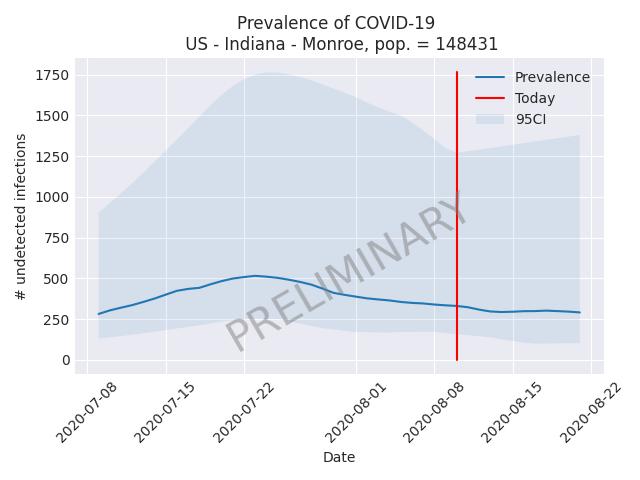 Prevalence of COVID-19
US - Indiana - Monroe, pop. = 148431
# undetected infections
1750
1500
1250
1000
750
500
250
0
Prevalence
Today
95CI
PRELIMINARY
2020-07-08
2020-07-15
2020-07-22
2020-08-01
2020-08-08
2020-08-15
2020-08-22
Date